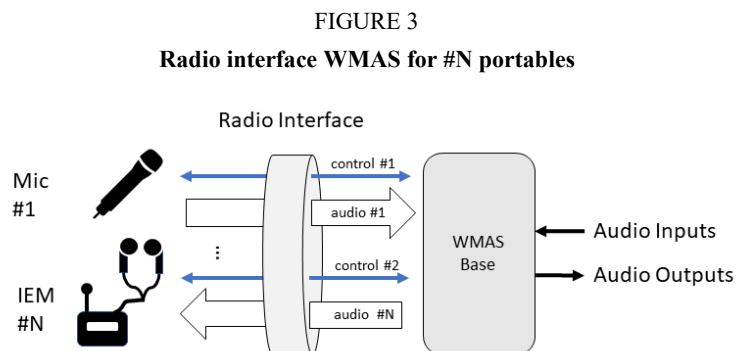 FIGURE 3
Radio interface WMAS for #N portables
Radio Interface
control #1
Mic
#1
audio #1
...
WMAS
Base
Audio Inputs
control #2
Audio Outputs
IEM
#N
audio #N